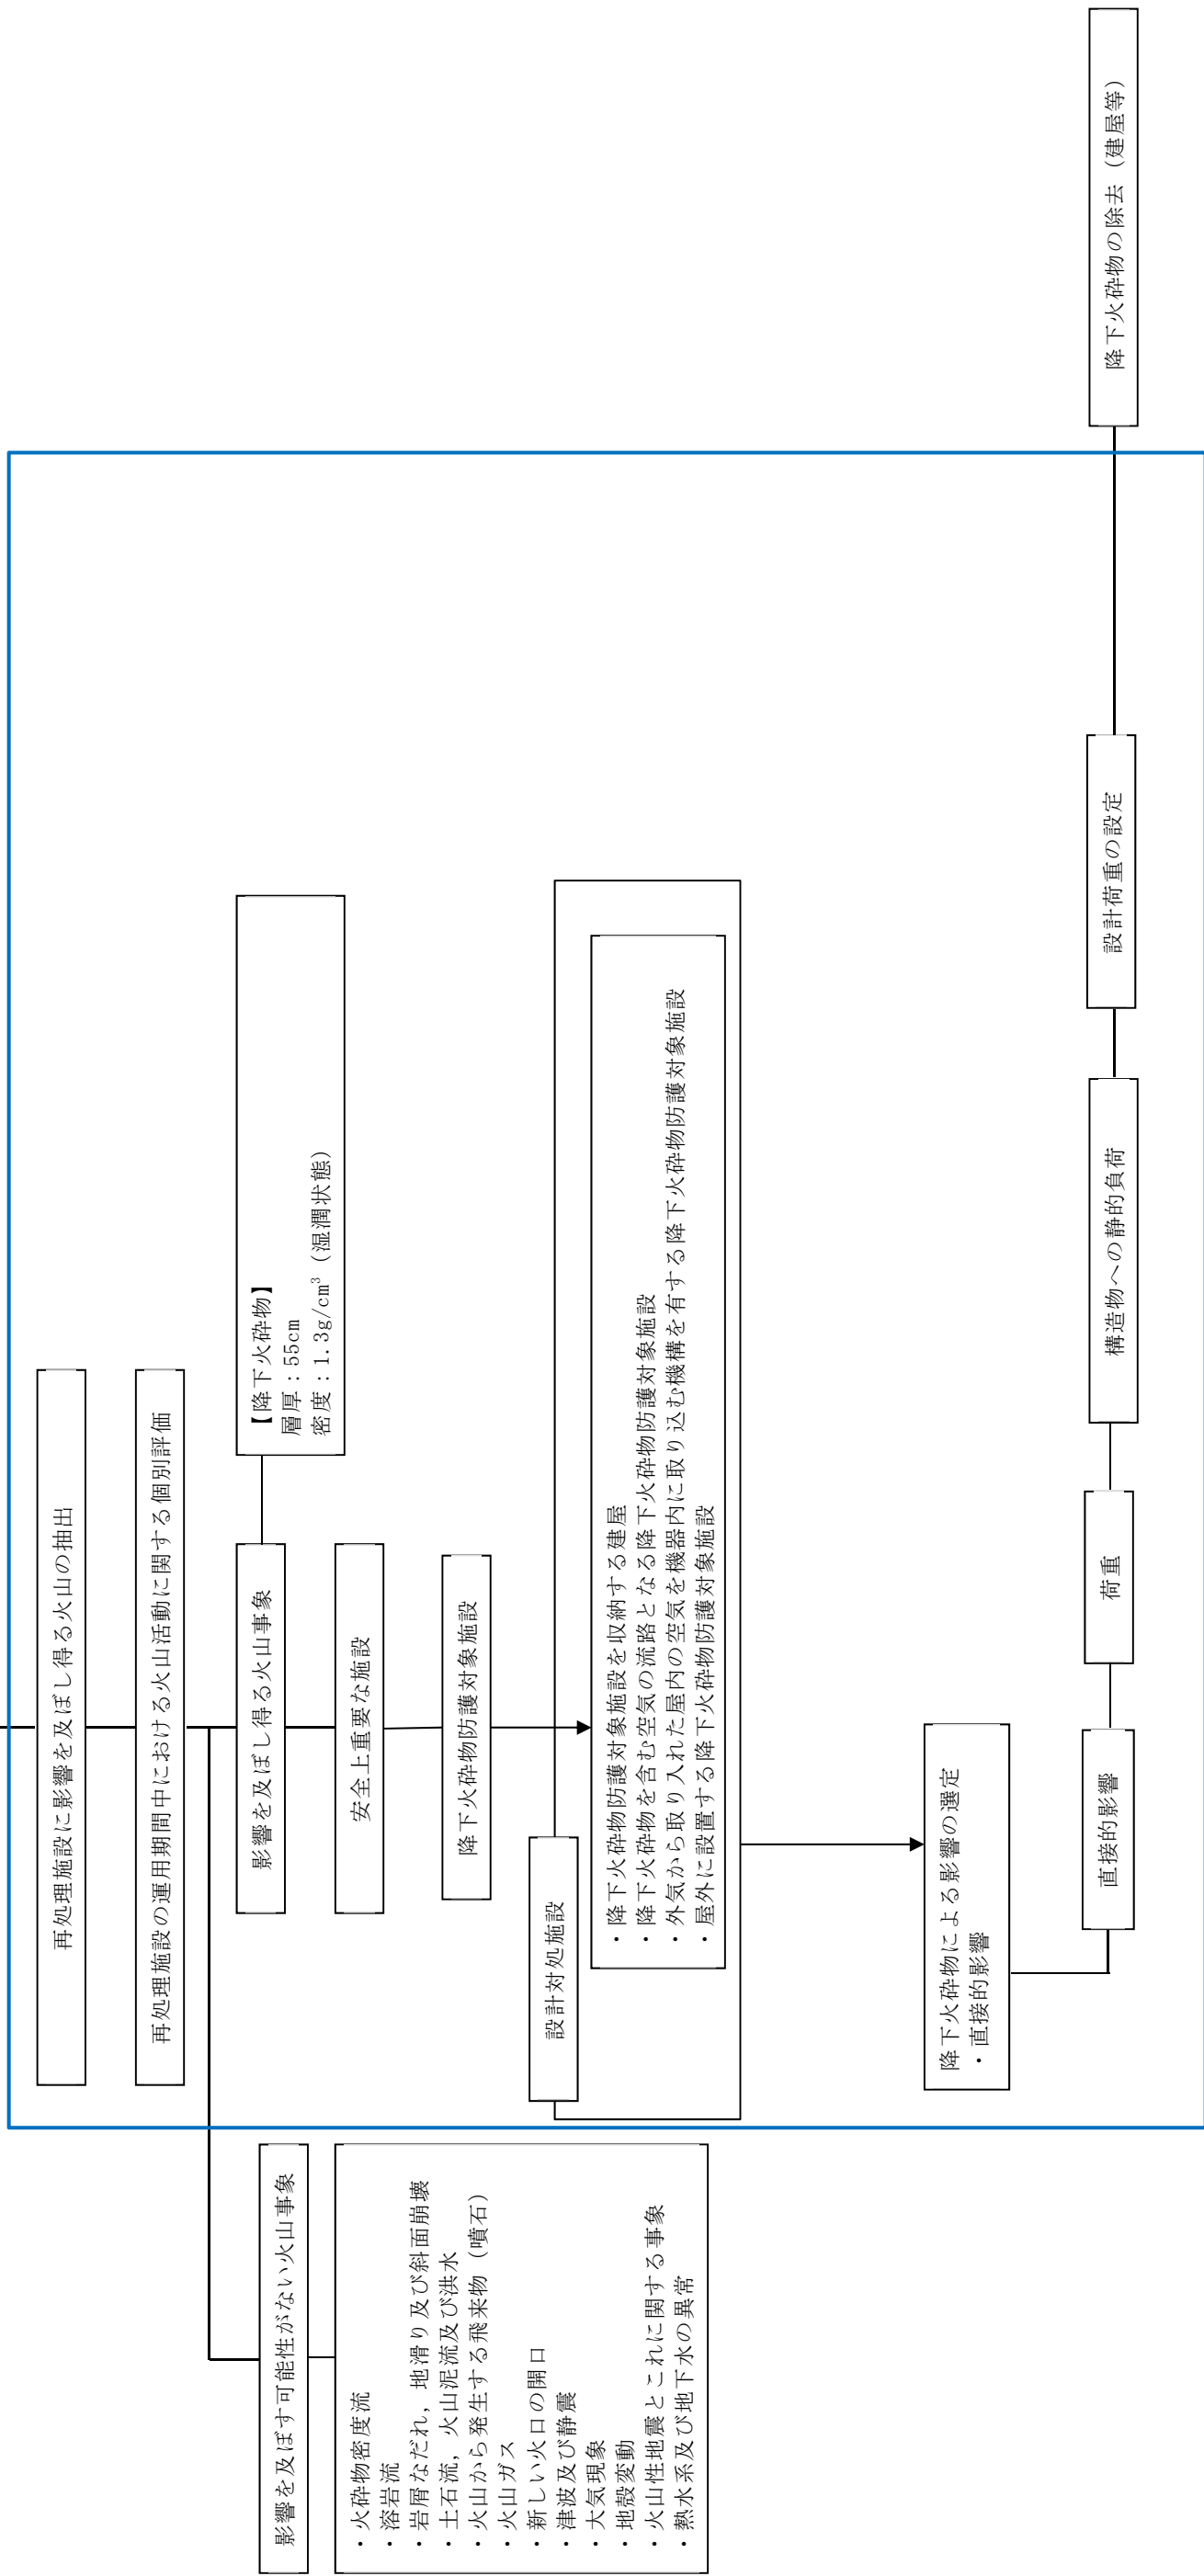 再処理施設に影響を及ぼし得る火山の抽出
再処理施設の運用期間中における火山活動に関する個別評価
影響を及ぼす可能性がない火山事象
・火砕物密度流
・溶岩流
・岩屑なだれ，地滑り及び斜面崩壊
・土石流，火山泥流及び洪水
・火山から発生する飛来物（噴石）
・火山ガス
・新しい火口の開口
・津波及び静震
・大気現象
・地殻変動
・火山性地震とこれに関する事象
・熱水系及び地下水の異常
影響を及ぼし得る火山事象
【降下火砕物】
層厚：55cm
密度：1.3g/cm³（湿潤状態）
安全上重要な施設
降下火砕物防護対象施設
設計対処施設
・降下火砕物防護対象施設を収納する建屋
・降下火砕物を含む空気の流路となる降下火砕物防護対象施設
・外気から取り入れた屋内の空気を機器内に取り込む機構を有する降下火砕物防護対象施設
・屋外に設置する降下火砕物防護対象施設
降下火砕物による影響の選定
・直接的影響
直接的影響
荷重
構造物への静的負荷
設計荷重の設定
降下火砕物の除去（建屋等）